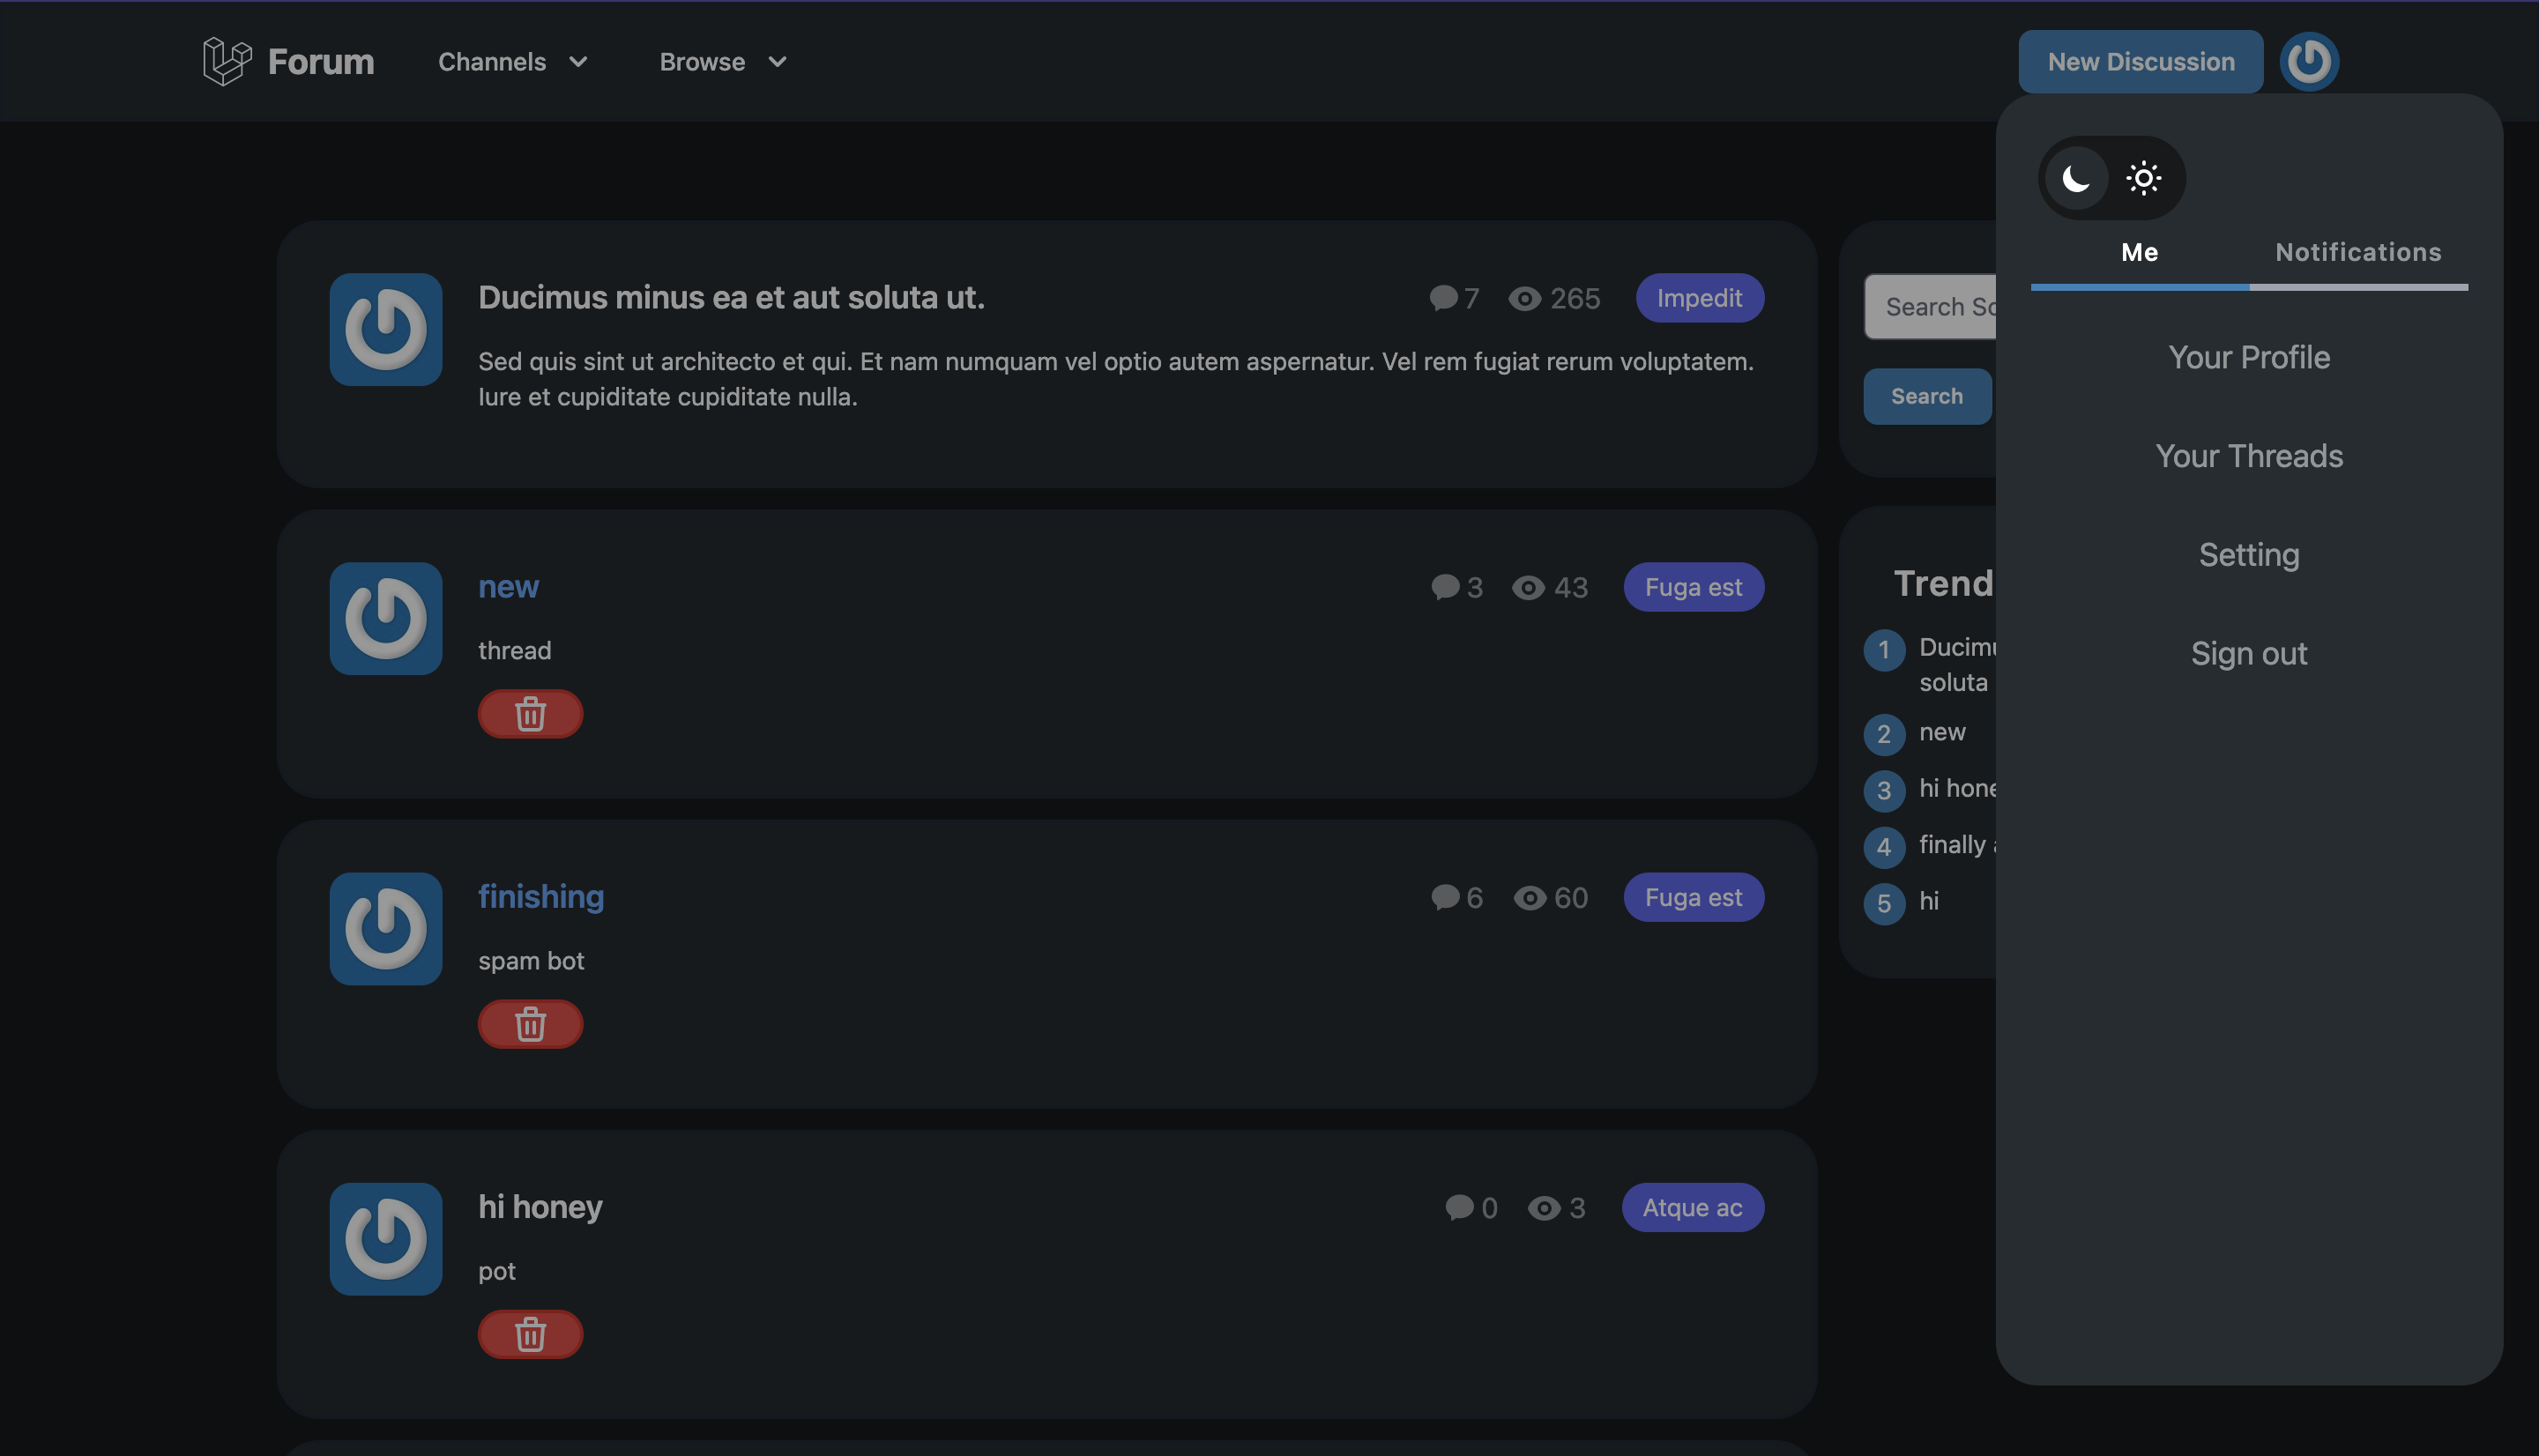 Forum
Channels
Browse
New Discussion
Me
Notifications
Your Profile
Your Threads
Setting
Sign out
Ducimus minus ea et aut soluta ut.
7
265
Impedit
Sed quis sint ut architecto et qui. Et nam numquam vel optio autem aspernatur. Vel rem fugiat rerum voluptatem.
Iure et cupiditate cupiditate nulla.
new
3
43
Fuga est
thread
finishing
6
60
Fuga est
spam bot
hi honey
0
3
Atque ac
pot
Search
Search
Trend
1
soluta
2 new
3 hi
4 finally
5 hi